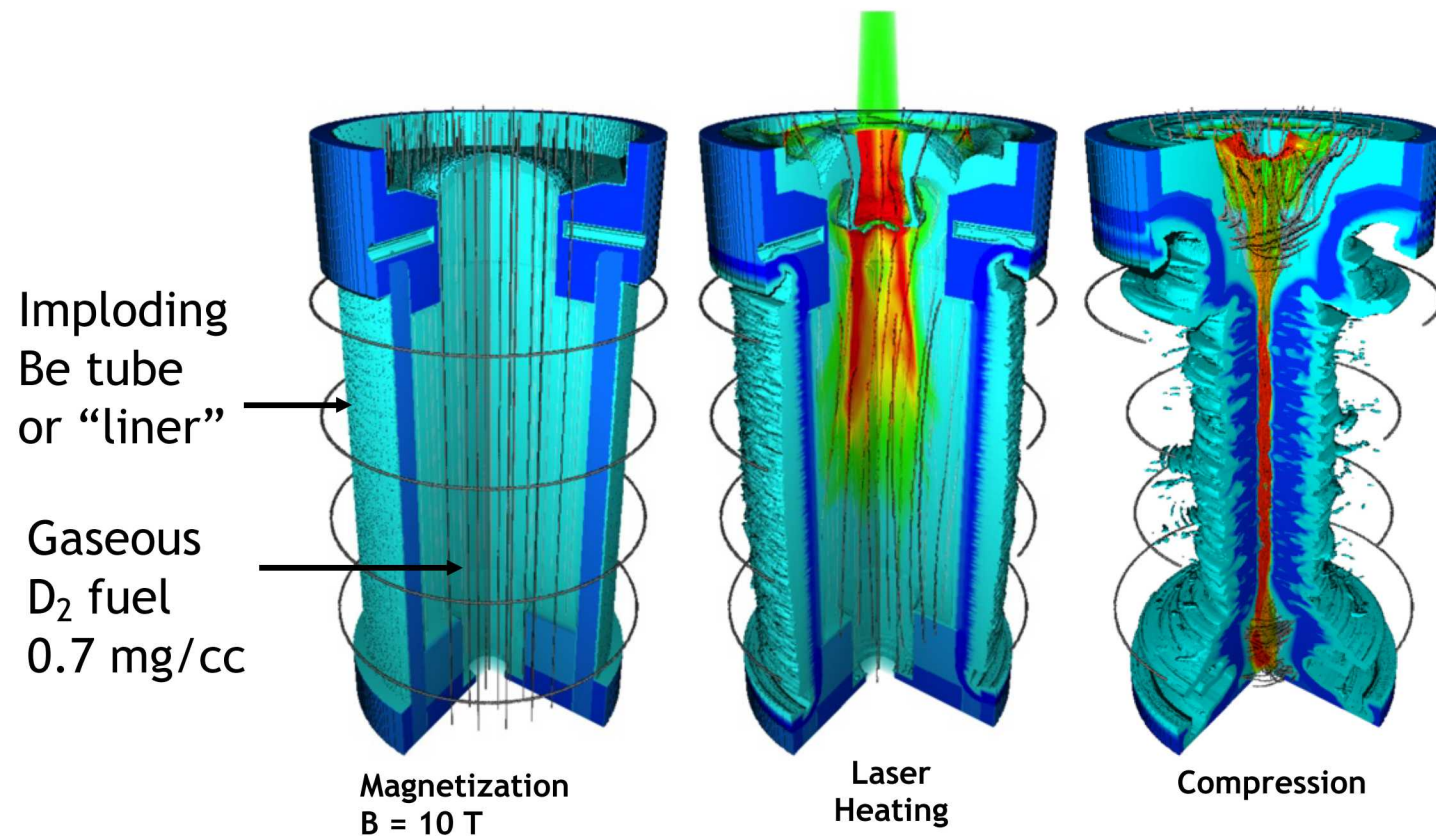 Imploding
Be tube
or “liner”
Gaseous
D₂ fuel
0.7 mg/cc
Magnetization
B = 10 T
Laser
Heating
Compression